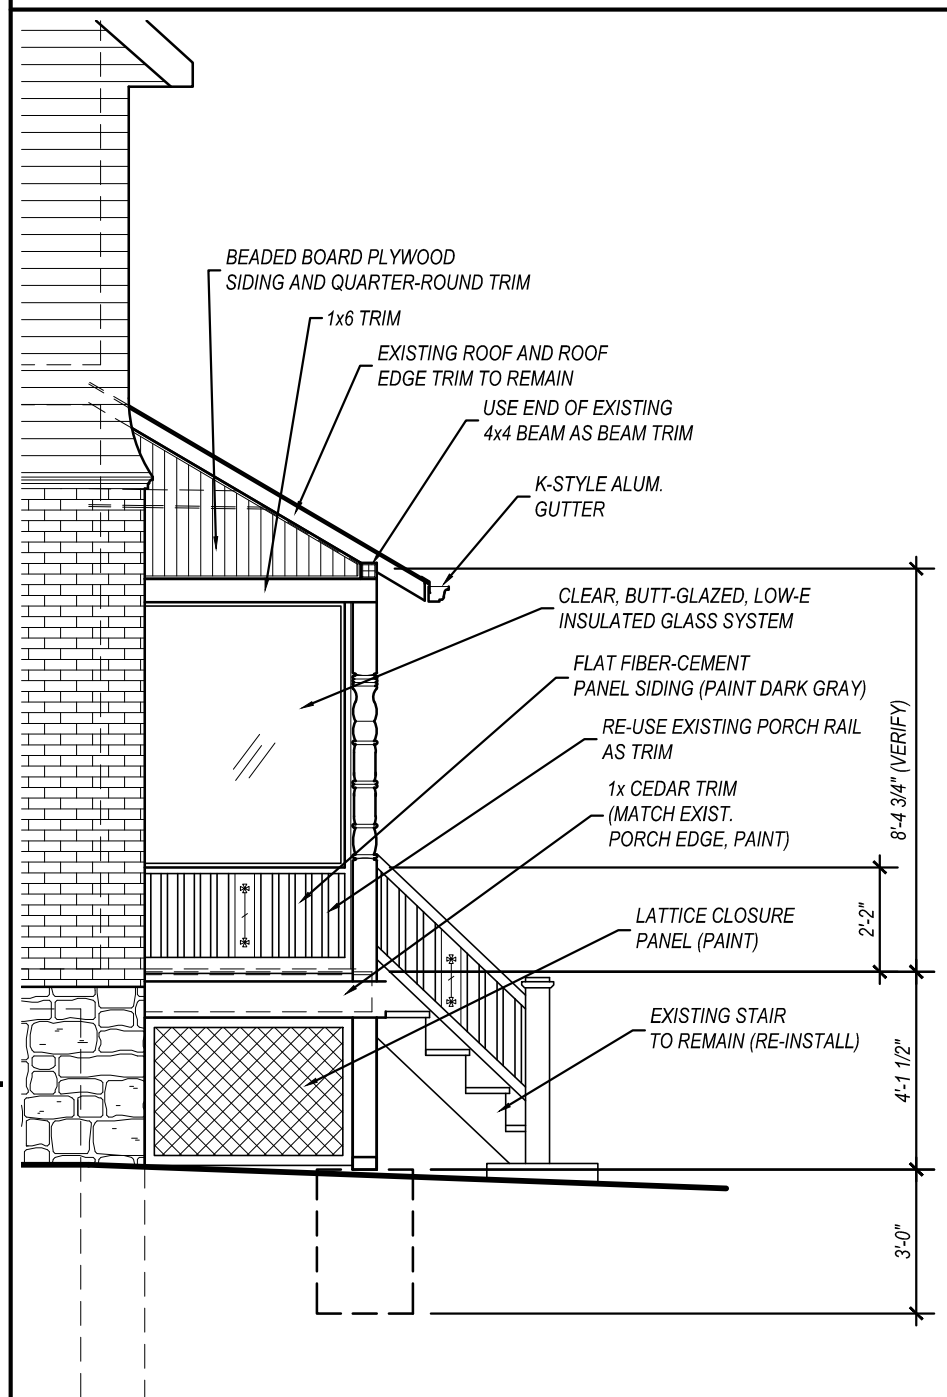 BEADED BOARD PLYWOOD
SIDING AND QUARTER-ROUND TRIM
1x6 TRIM
EXISTING ROOF AND ROOF
EDGE TRIM TO REMAIN
USE END OF EXISTING
4x4 BEAM AS BEAM TRIM
K-STYLE ALUM.
GUTTER
CLEAR, BUTT-GLAZED, LOW-E
INSULATED GLASS SYSTEM
FLAT FIBER-CEMENT
PANEL SIDING (PAINT DARK GRAY)
RE-USE EXISTING PORCH RAIL
AS TRIM
1x CEDAR TRIM
(MATCH EXIST.
PORCH EDGE, PAINT)
8'-4 3/4" (VERIFY)
2'-2"
LATTICE CLOSURE
PANEL (PAINT)
EXISTING STAIR
TO REMAIN (RE-INSTALL)
4'-1 1/2"
3'-0"